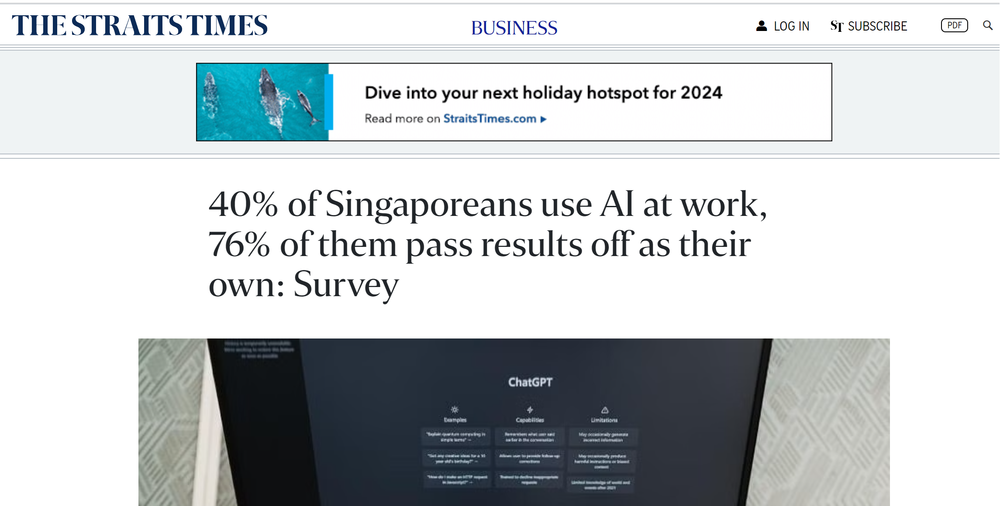 THE STRAITS TIMES
BUSINESS
LOG IN
ST SUBSCRIBE
PDF
Dive into your next holiday hotspot for 2024
Read more on StraitsTimes.com ▸
40% of Singaporeans use AI at work,
76% of them pass results off as their
own: Survey
ChatGPT
Examples
Capabilities
Limitations
"Explain quantum computing in
simple terms" →
Remembers what user said
earlier in the conversation
May occasionally generate
incorrect information
"Got any creative ideas for a 10
year old's birthday?" →
Allows user to provide follow-up
corrections
May occasionally produce
harmful instructions or biased
content
"How do I make an HTTP request
in Javascript?" →
Trained to decline inappropriate
requests
Limited knowledge of world and
events after 2021